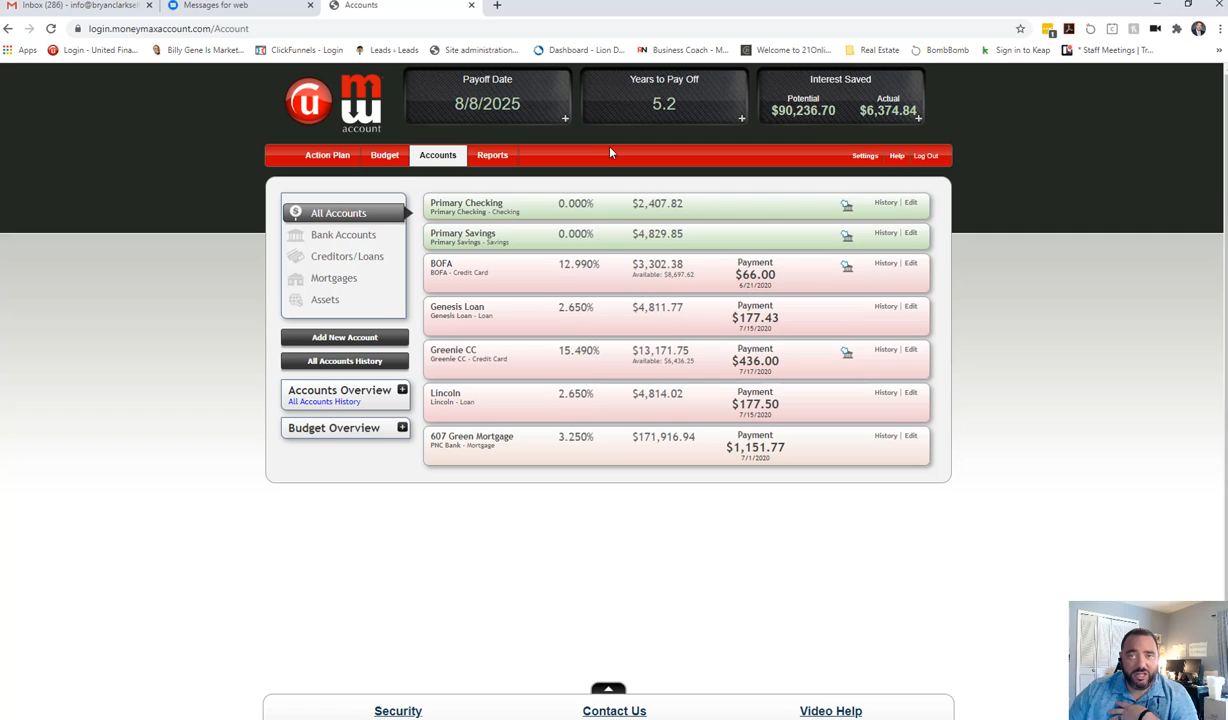 Inbox (286) - info@bryanclarksel
Messages for web
Accounts
login.moneymaxaccount.com/Account
Apps Login - United Finan... Billy Gene Is Market... ClickFunnels - Login Leads ‹ Leads Site administration... Dashboard - Lion D... Business Coach - M... Welcome to 21Onli... Real Estate BombBomb Sign in to Keap * Staff Meetings | Tr... »
u mw account
Payoff Date
8/8/2025
Years to Pay Off
5.2
Interest Saved
Potential Actual
$90,236.70 $6,374.84
Action Plan Budget Accounts Reports Settings Help Log Out
All Accounts
Bank Accounts
Creditors/Loans
Mortgages
Assets
Add New Account
All Accounts History
Accounts Overview
All Accounts History
Budget Overview
Primary Checking 0.000% $2,407.82 History | Edit
Primary Checking - Checking
Primary Savings 0.000% $4,829.85 History | Edit
Primary Savings - Savings
BOFA 12.990% $3,302.38 Payment History | Edit
BOFA - Credit Card Available: $8,697.62 $66.00
6/21/2020
Genesis Loan 2.650% $4,811.77 Payment History | Edit
Genesis Loan - Loan $177.43
7/15/2020
Greenie CC 15.490% $13,171.75 Payment History | Edit
Greenie CC - Credit Card Available: $6,436.25 $436.00
7/17/2020
Lincoln 2.650% $4,814.02 Payment History | Edit
Lincoln - Loan $177.50
7/15/2020
607 Green Mortgage 3.250% $171,916.94 Payment History | Edit
PNC Bank - Mortgage $1,151.77
7/1/2020
Security Contact Us Video Help